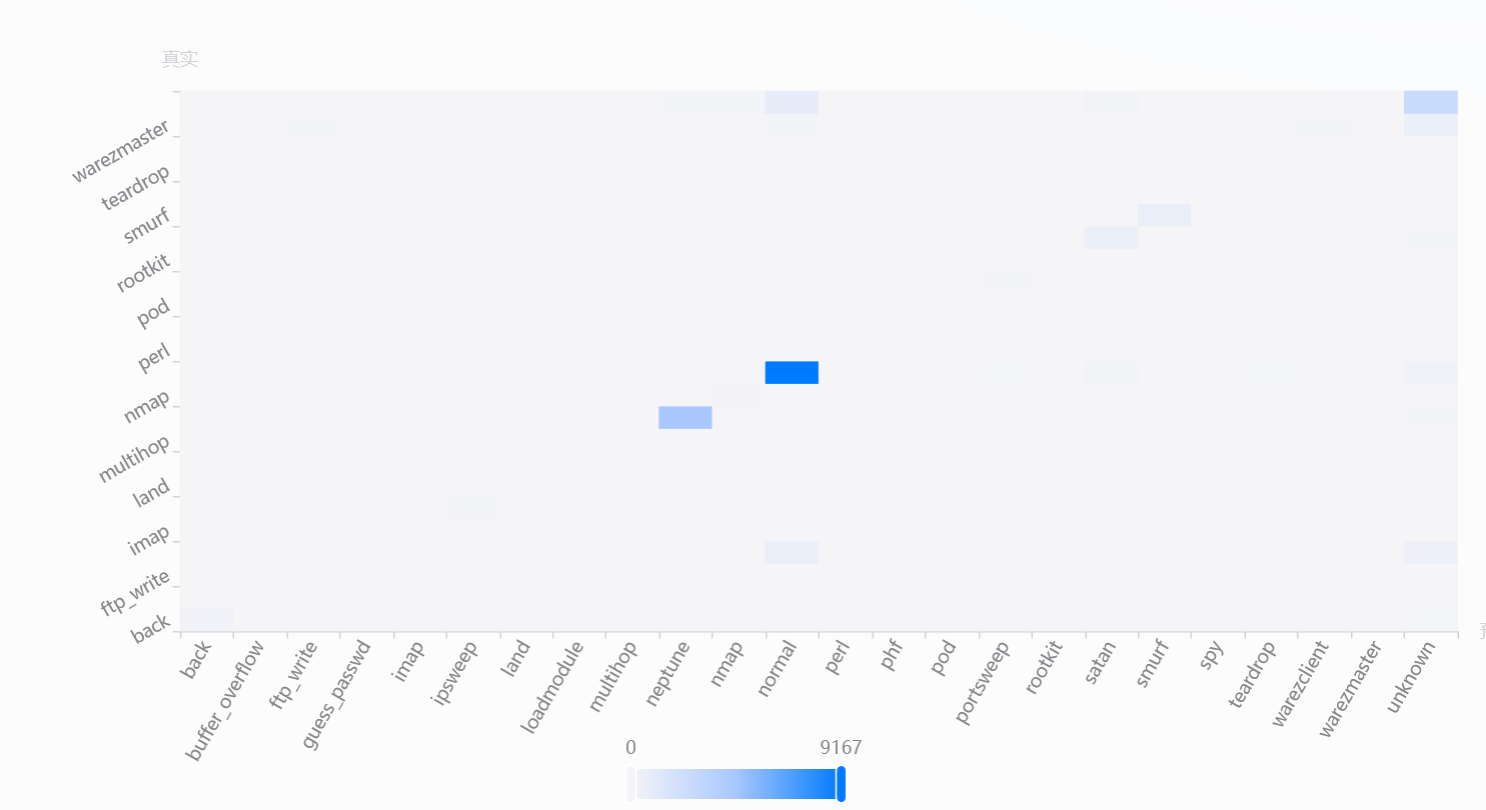 真实
warezmaster
teardrop
smurf
rootkit
pod
perl
nmap
multihop
land
imap
ftp_write
back
back
buffer_overflow
ftp_write
guess_passwd
imap
ipsweep
land
loadmodule
multihop
neptune
nmap
normal
perl
phf
pod
portsweep
rootkit
satan
smurf
spy
teardrop
warezclient
warezmaster
unknown
0 9167